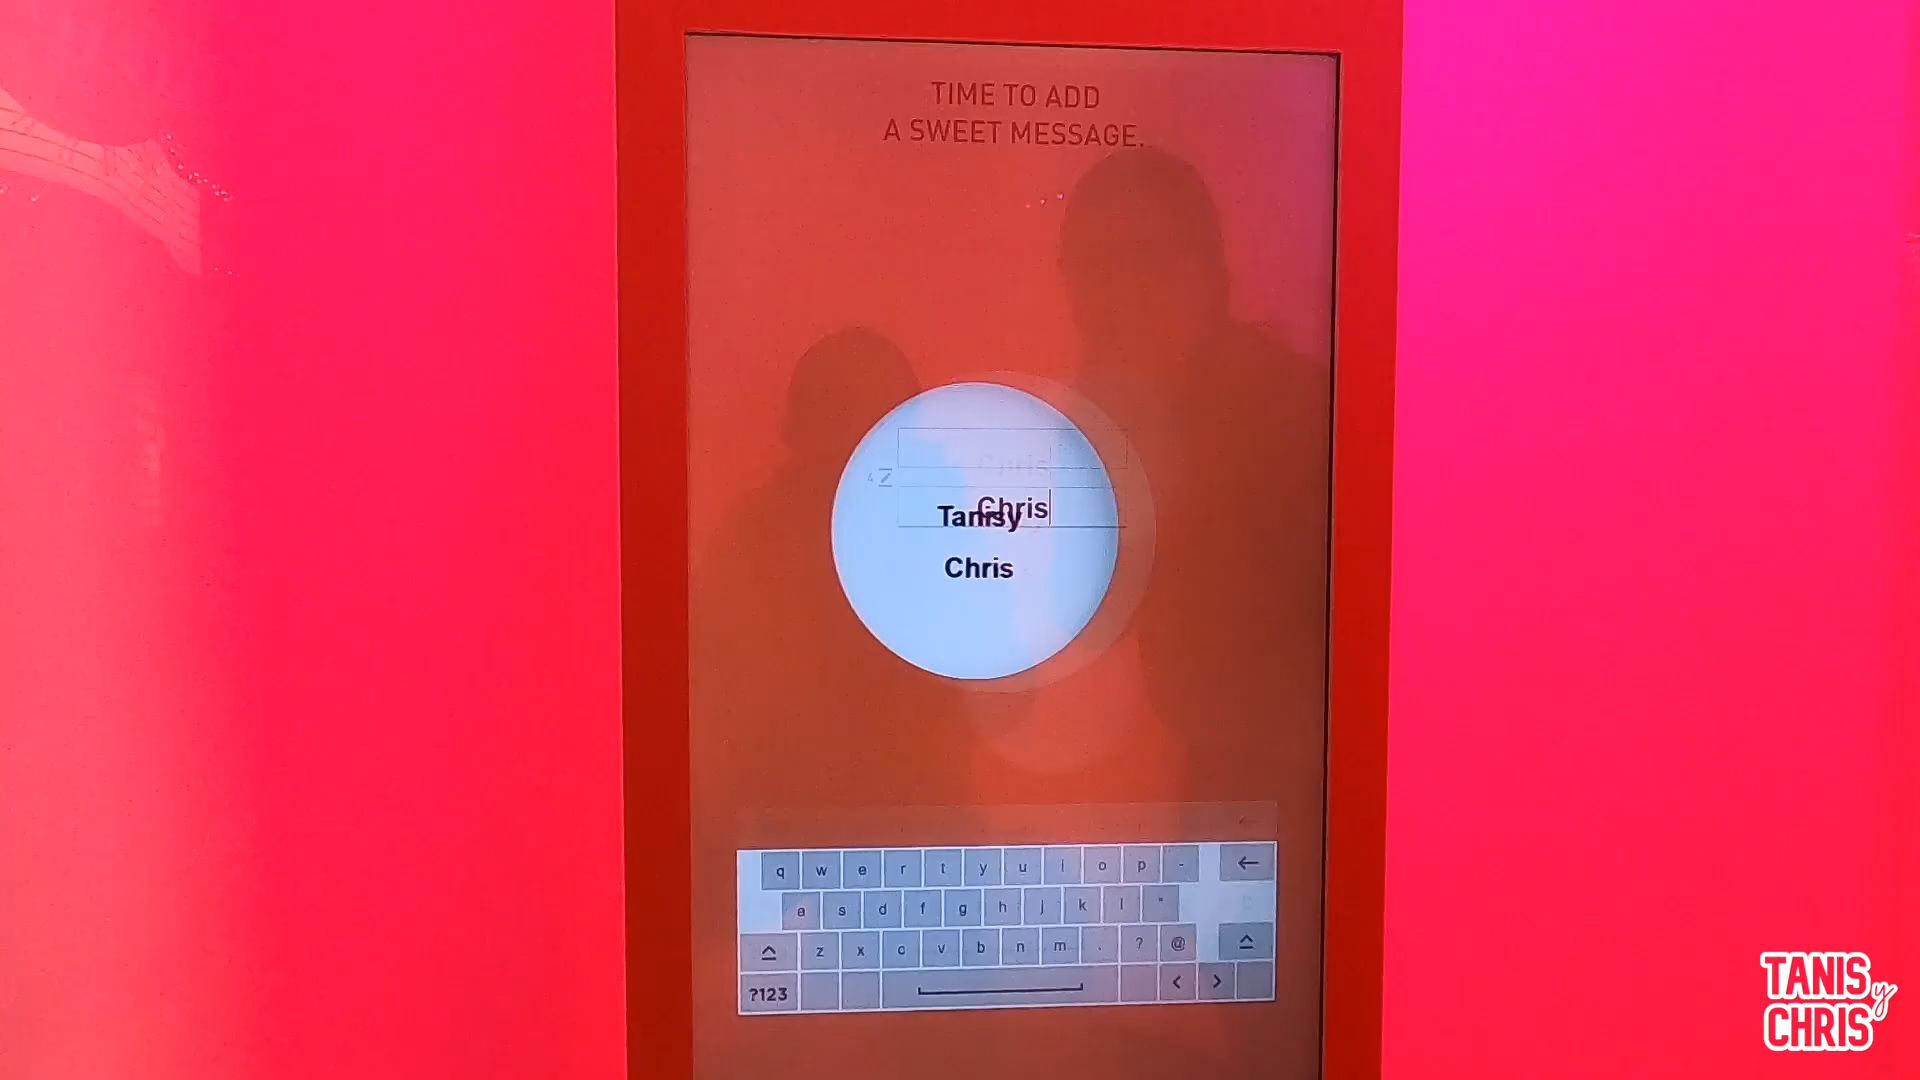 TIME TO ADD
A SWEET MESSAGE.
Chris
Chris
Tanisy
Chris
q w e r t y u i o p -
a s d f g h j k l "
z x c v b n m . ? @
?123 < >
TANIS y
CHRIS